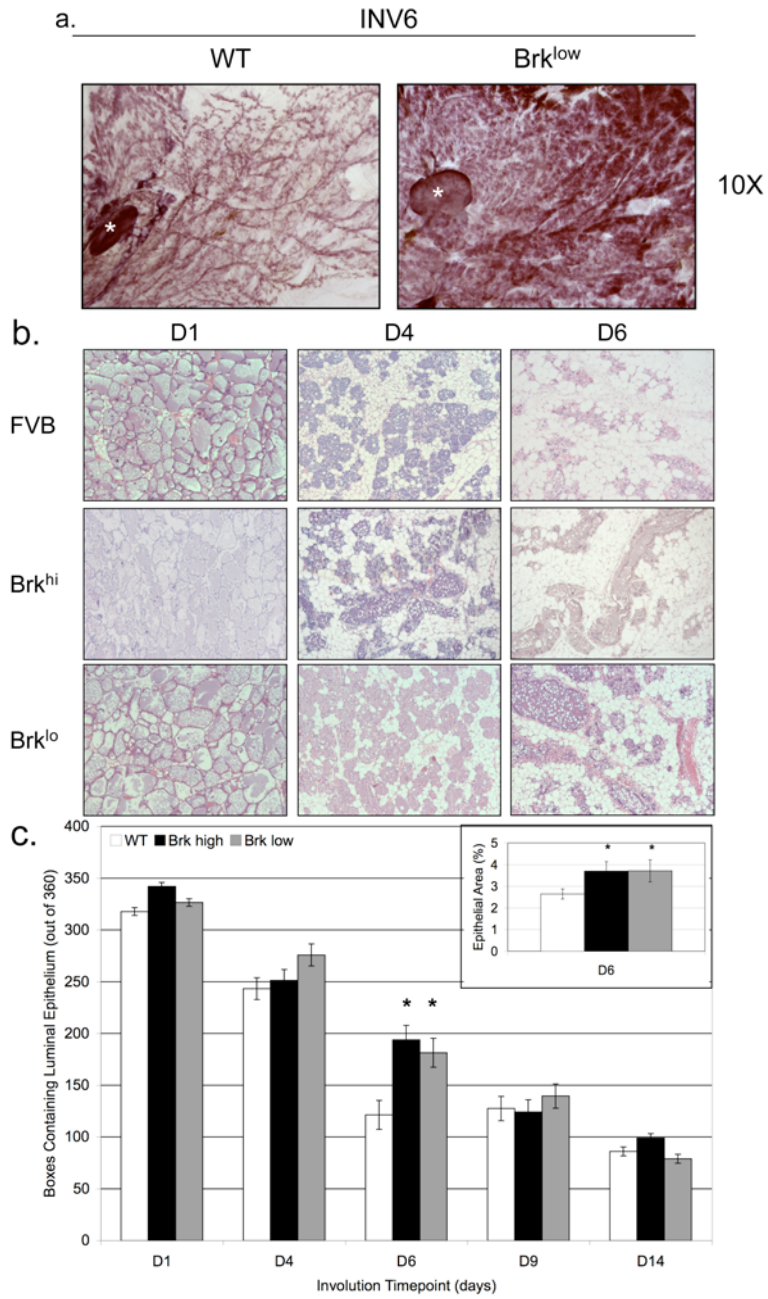 a.
INV6
WT
Brklow
10X
*
*
b.
D1
D4
D6
FVB
Brkhi
Brklo
c.
400
350
300
250
200
150
100
50
0
Boxes Containing Luminal Epithelium (out of 360)
WT
Brk high
Brk low
*
*
D1
D4
D6
D9
D14
Involution Timepoint (days)
Epithelial Area (%)
5
4
3
2
1
0
*
*
D6